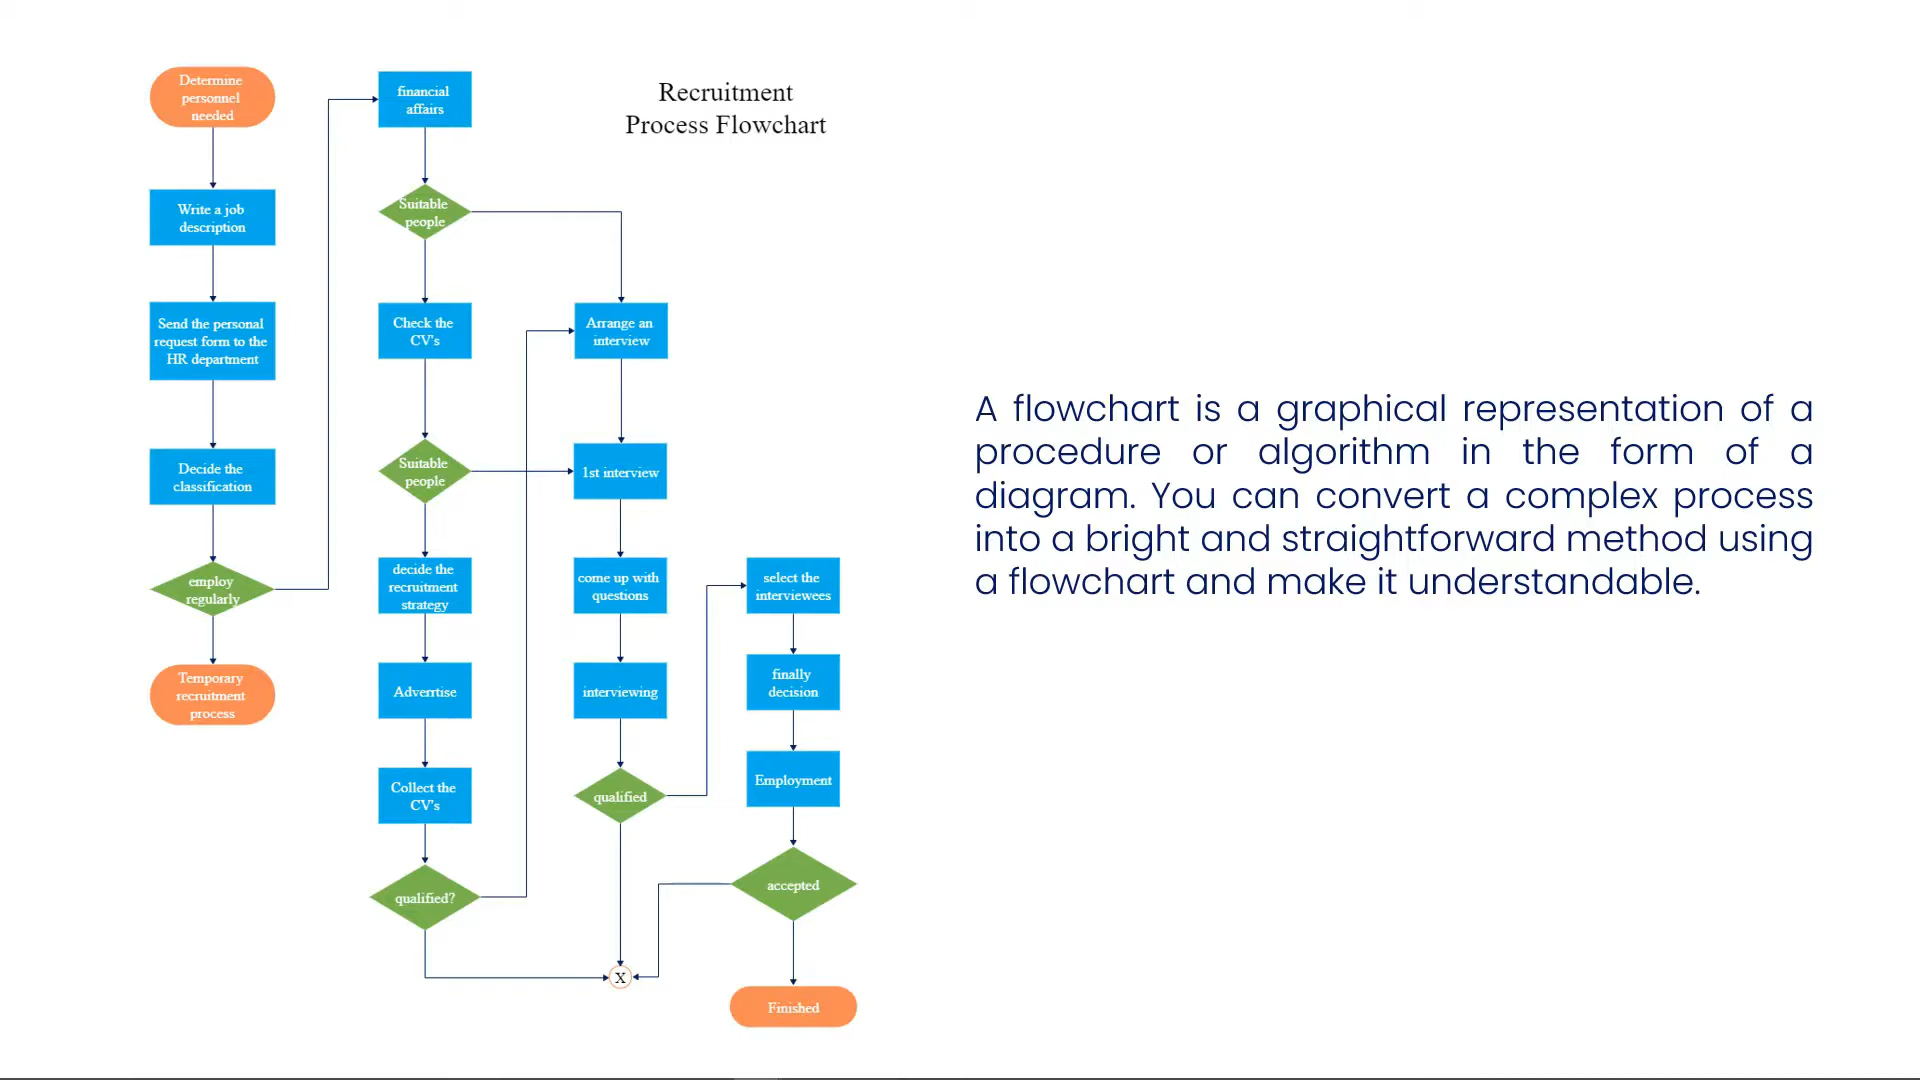 Recruitment
Process Flowchart
Determine
personnel
needed
Write a job
description
Send the personal
request form to the
HR department
Decide the
classification
employ
regularly
Temporary
recruitment
process
financial
affairs
Suitable
people
Check the
CV's
Suitable
people
decide the
recruitment
strategy
Adverrtise
Collect the
CV's
qualified?
Arrange an
interview
1st interview
come up with
questions
interviewing
qualified
X
select the
interviewees
finally
decision
Employment
accepted
Finished
A flowchart is a graphical representation of a
procedure or algorithm in the form of a
diagram. You can convert a complex process
into a bright and straightforward method using
a flowchart and make it understandable.